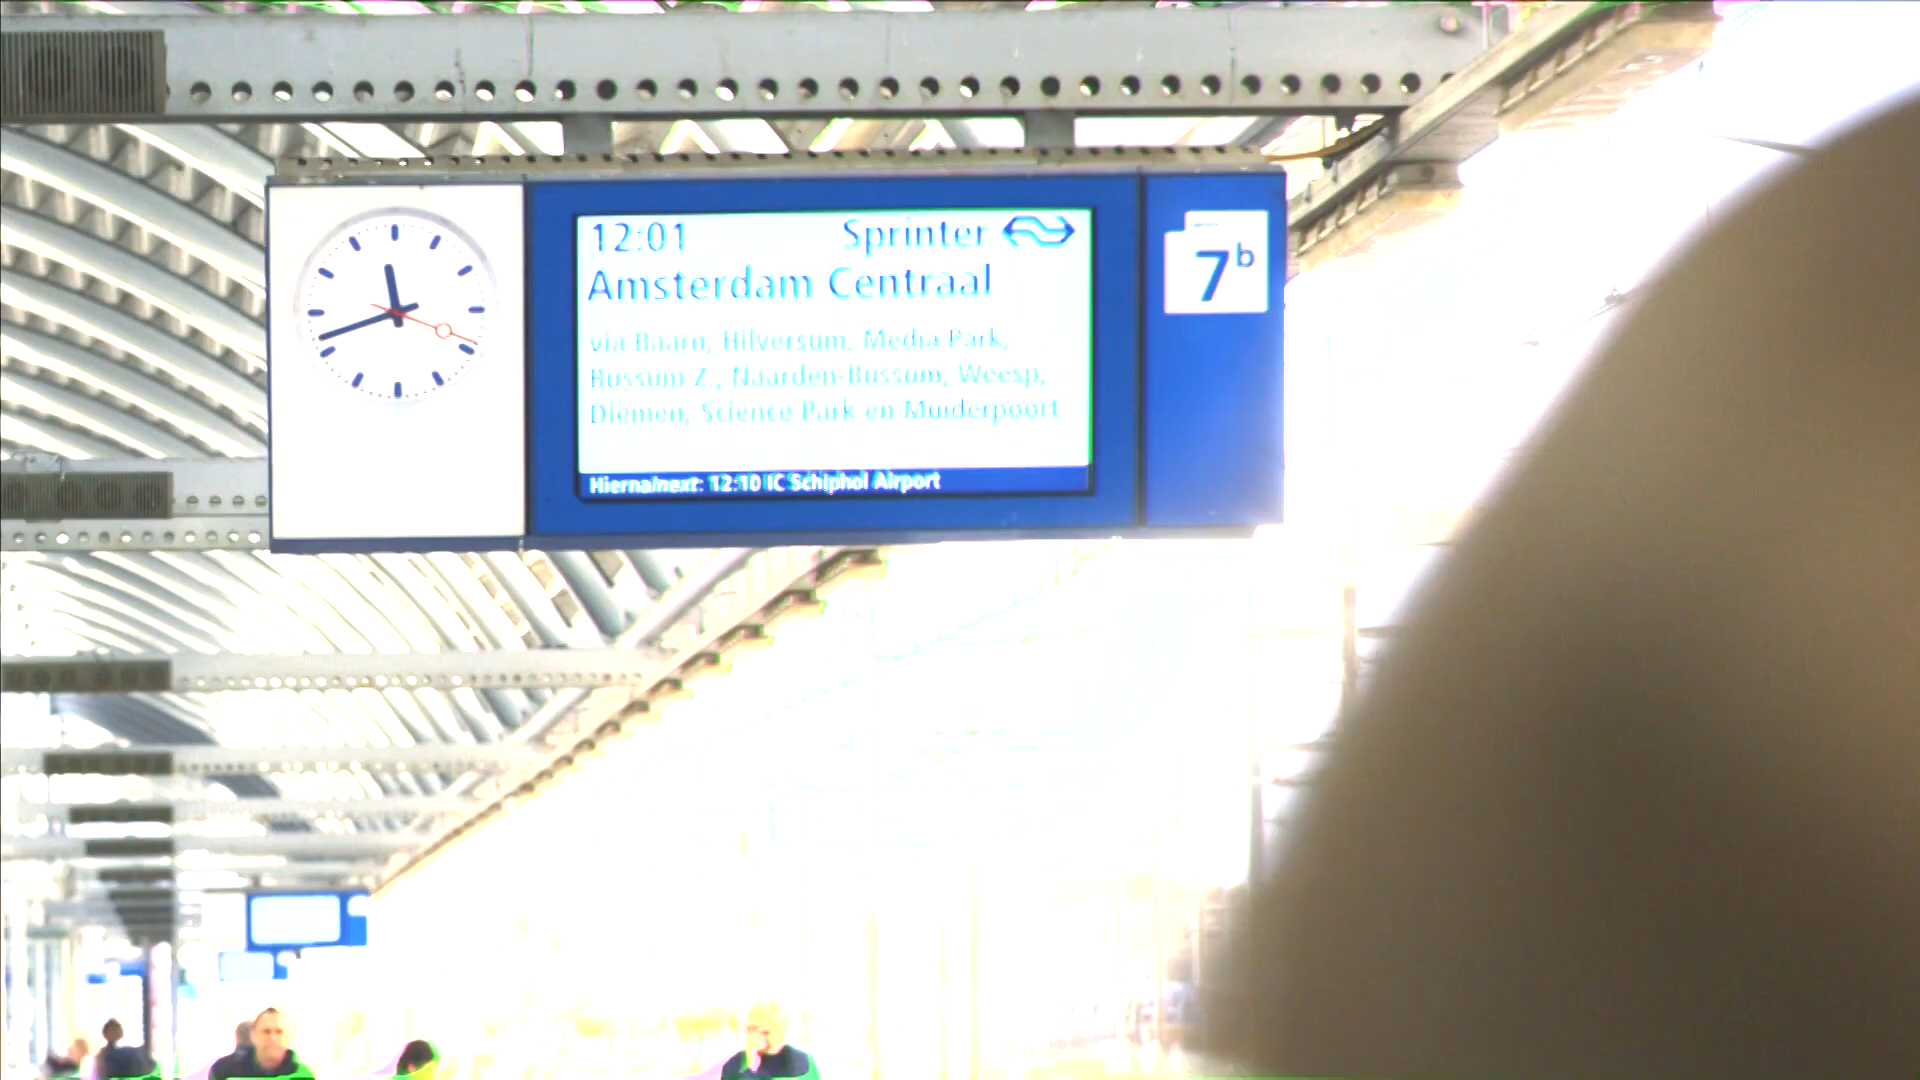 12:01 Sprinter
Amsterdam Centraal
via Baarn, Hilversum, Media Park,
Bussum Z., Naarden-Bussum, Weesp,
Diemen, Science Park en Muiderpoort
Hierna/next: 12:10 IC Schiphol Airport
7b